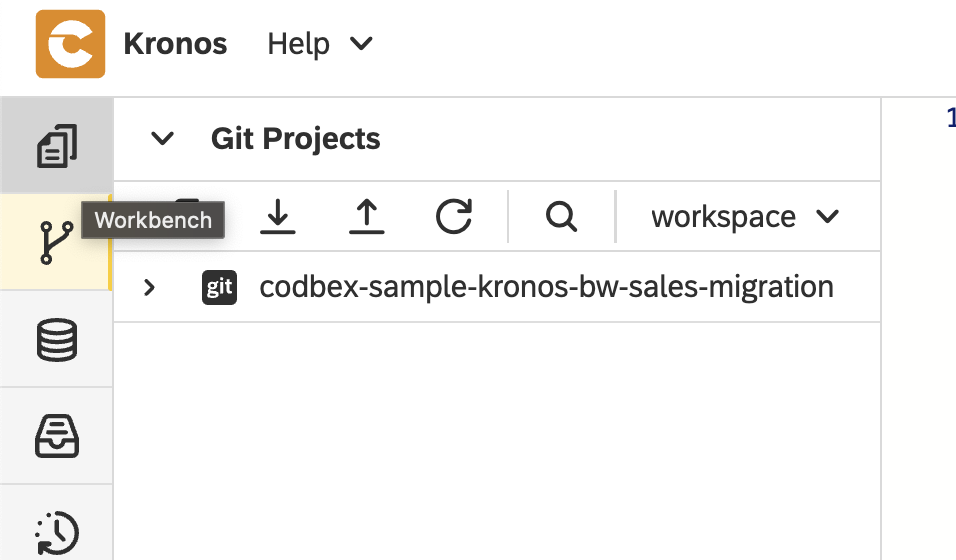 Kronos Help
1
Git Projects
Workbench
workspace
git codbex-sample-kronos-bw-sales-migration